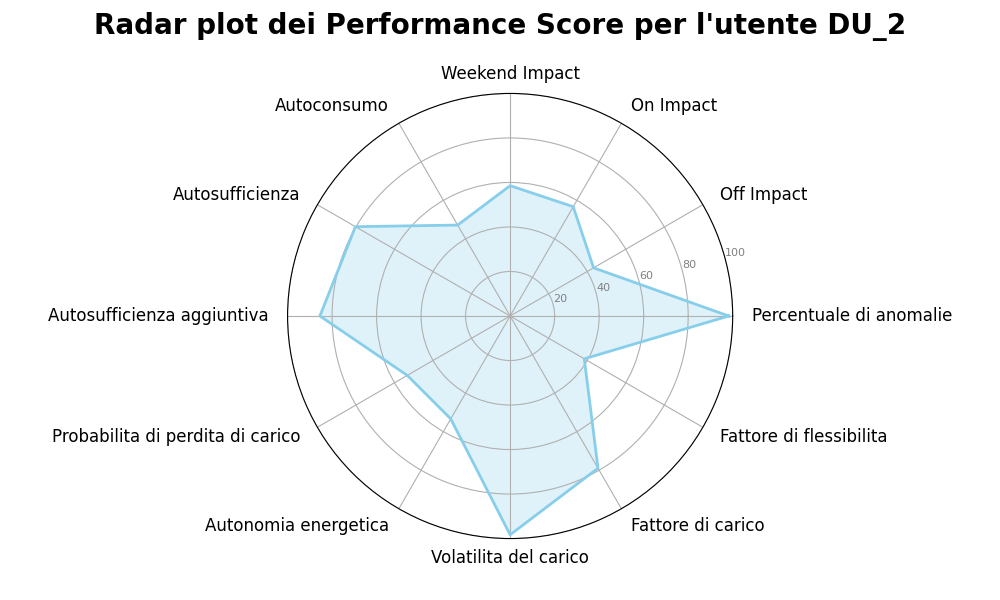 Radar plot dei Performance Score per l'utente DU_2
Weekend Impact
Autoconsumo
On Impact
Autosufficienza
Off Impact
100
80
60
40
20
Autosufficienza aggiuntiva
Percentuale di anomalie
Probabilita di perdita di carico
Fattore di flessibilita
Autonomia energetica
Fattore di carico
Volatilita del carico